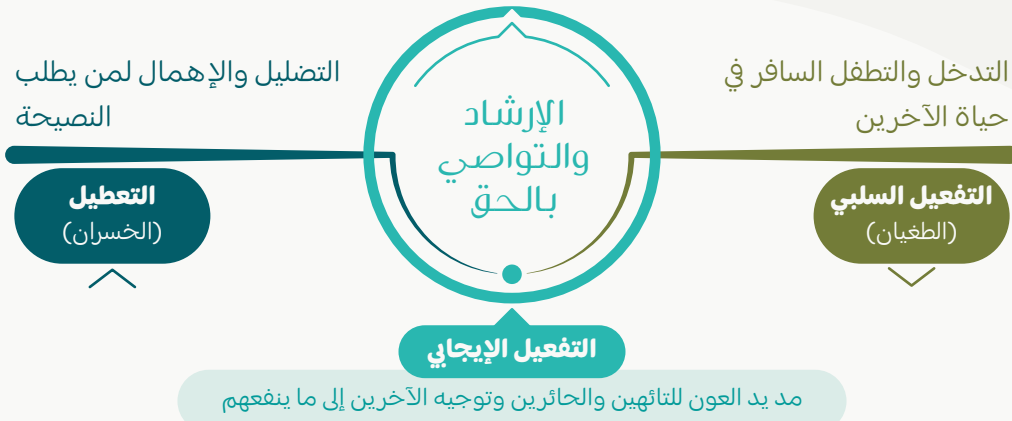 التدخل والتطفل السافر في
حياة الآخرين
التفعيل السلبي
(الطغيان)
الإرشاد
والتواصي
بالحق
التضليل والإهمال لمن يطلب
النصيحة
التعطيل
(الخسران)
التفعيل الإيجابي
مد يد العون للتائهين والحائرين وتوجيه الآخرين إلى ما ينفعهم